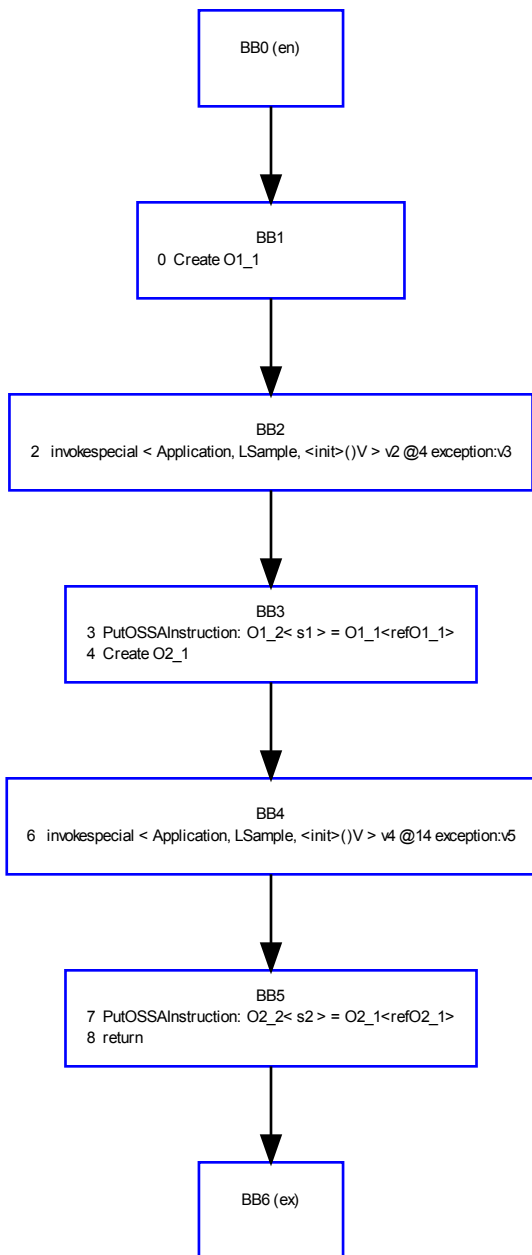 BB0 (en)
BB1
0 Create O1_1
BB2
2 invokespecial < Application, LSample, <init>()V > v2 @4 exception:v3
BB3
3 PutOSSAInstruction: O1_2< s1 > = O1_1<refO1_1>
4 Create O2_1
BB4
6 invokespecial < Application, LSample, <init>()V > v4 @14 exception:v5
BB5
7 PutOSSAInstruction: O2_2< s2 > = O2_1<refO2_1>
8 return
BB6 (ex)